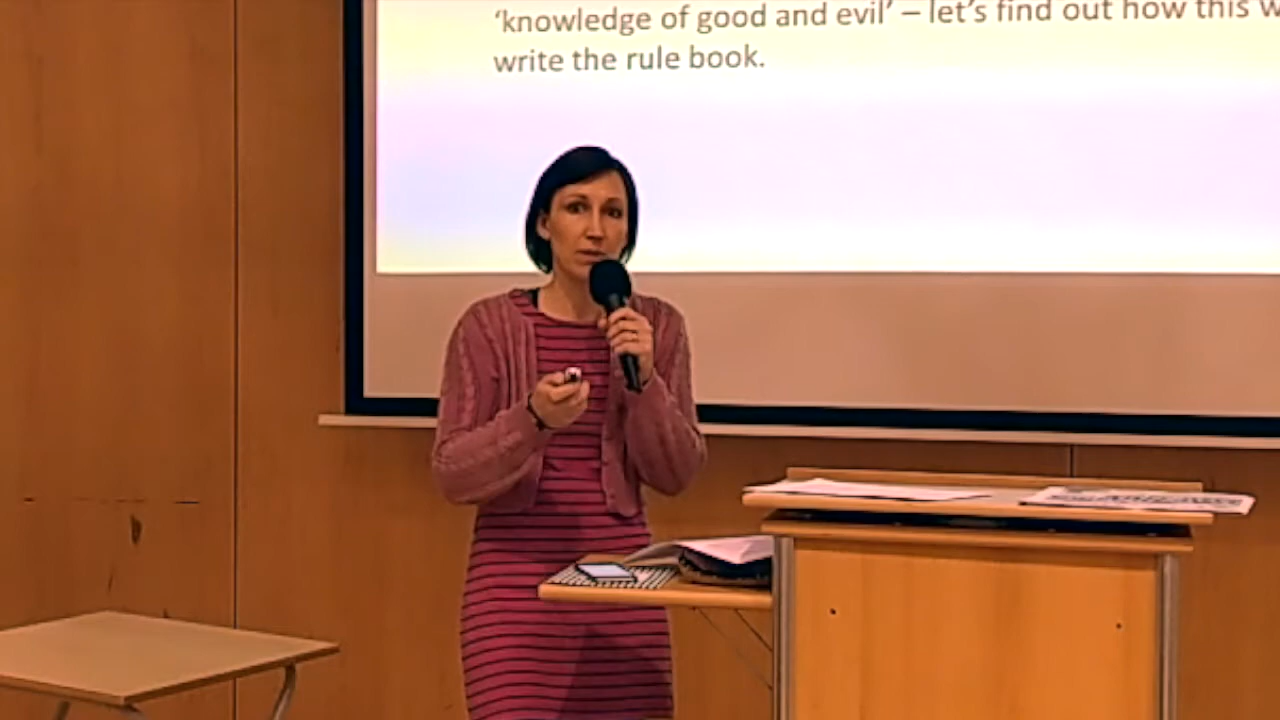 ‘knowledge of good and evil’ – let’s find out how this w
write the rule book.